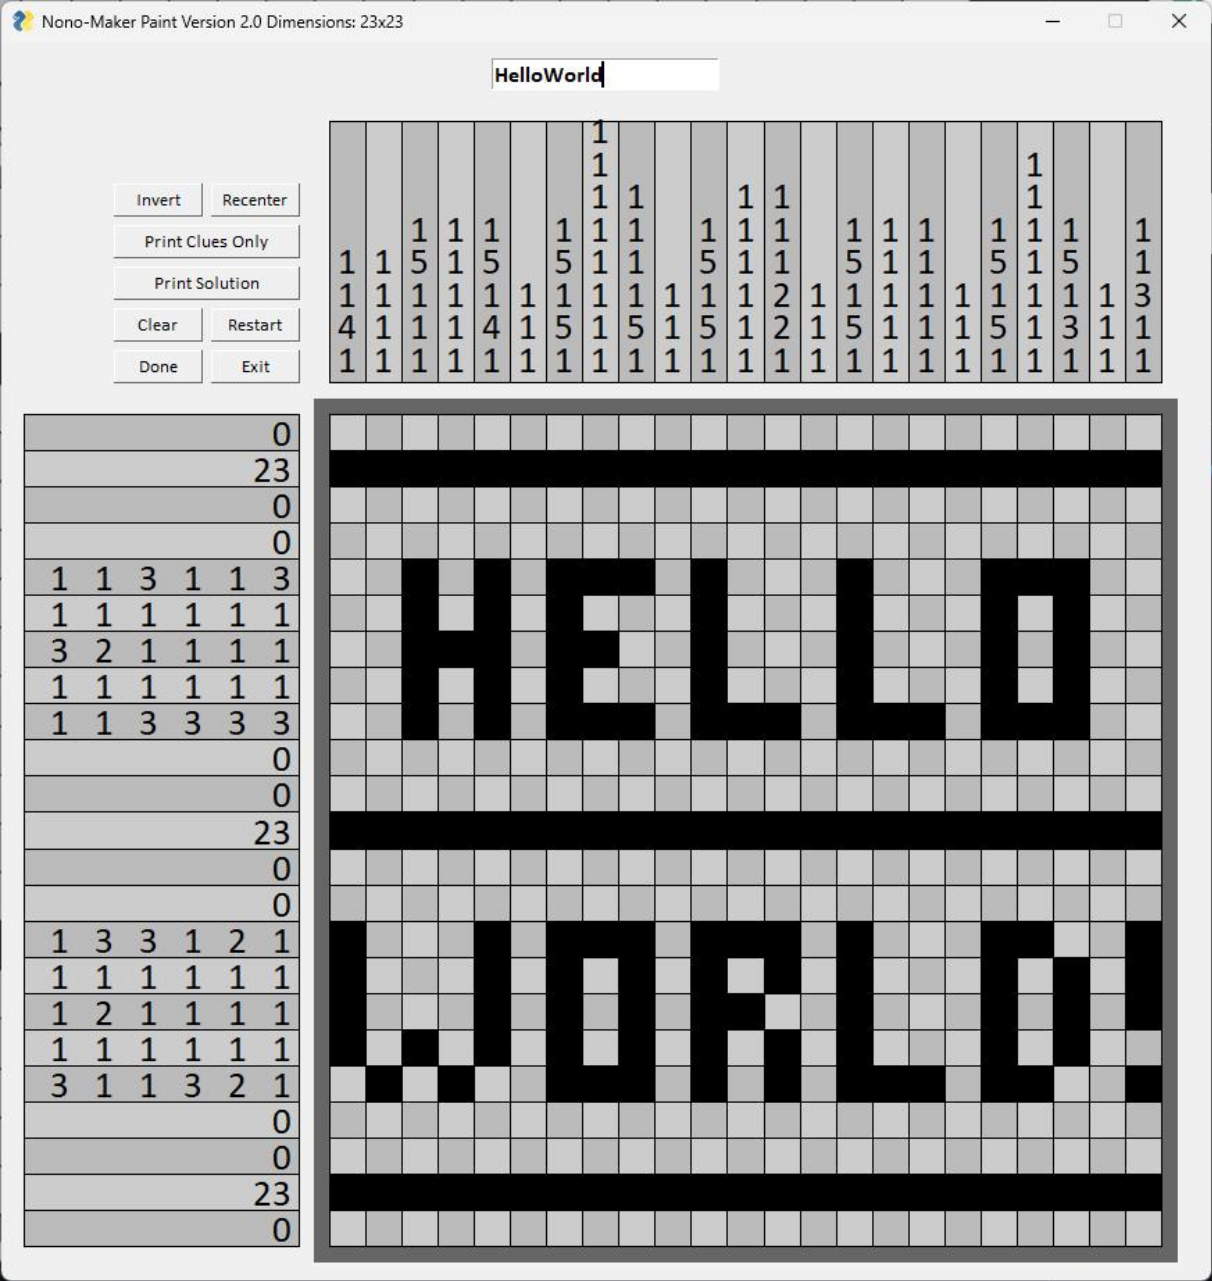 Nono-Maker Paint Version 2.0 Dimensions: 23x23
HelloWorld
Invert Recenter
Print Clues Only
Print Solution
Clear Restart
Done Exit
1
1 1
1 1 1 1 1
1 1 1 1 1 1 1 1 1 1 1 1 1 1 1 1
1 1 5 1 5 5 1 1 5 1 1 5 1 1 5 1 5 1
1 1 1 1 1 1 1 1 1 1 1 1 2 1 1 1 1 1 1 1 1 1 3
4 1 1 1 4 1 5 1 5 1 5 1 2 1 5 1 1 1 5 1 3 1 1
1 1 1 1 1 1 1 1 1 1 1 1 1 1 1 1 1 1 1 1 1 1 1
0
23
0
0
1 1 3 1 1 3
1 1 1 1 1 1
3 2 1 1 1 1
1 1 1 1 1 1
1 1 3 3 3 3
0
0
23
0
0
1 3 3 1 2 1
1 1 1 1 1 1
1 2 1 1 1 1
1 1 1 1 1 1
3 1 1 3 2 1
0
0
23
0
HELLO
WORLD!